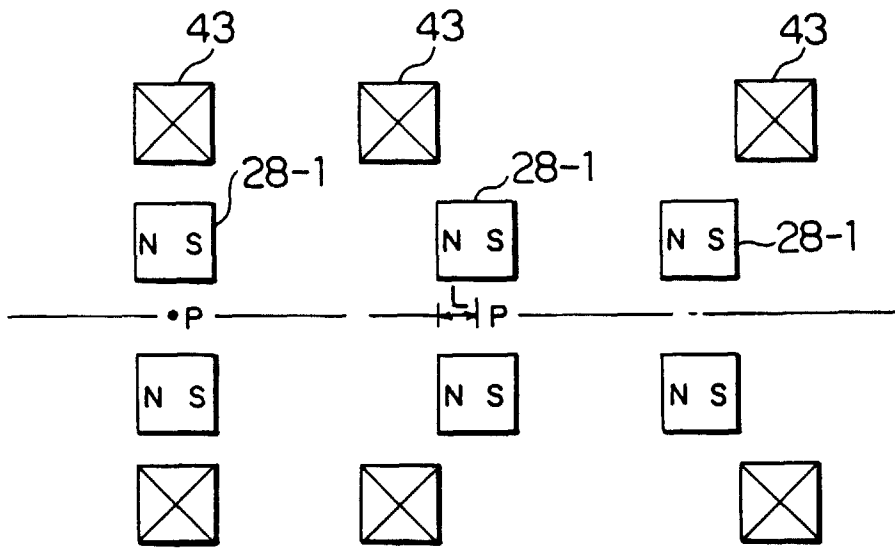 43 43 43
28-1 28-1
N S N S N S 28-1
L
P P
N S N S N S